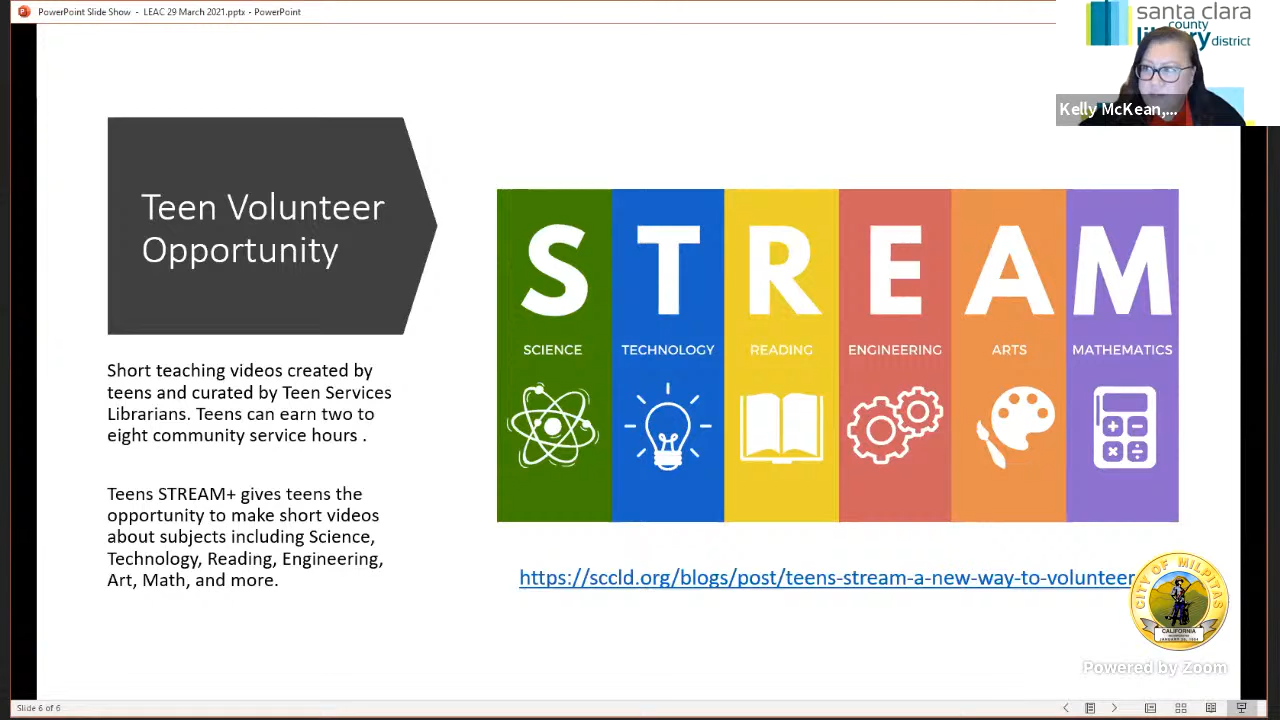 PowerPoint Slide Show - LEAC 29 March 2021.pptx - PowerPoint
santa clara
county
library
district
Kelly McKean,...
Teen Volunteer
Opportunity
Short teaching videos created by
teens and curated by Teen Services
Librarians. Teens can earn two to
eight community service hours .
Teens STREAM+ gives teens the
opportunity to make short videos
about subjects including Science,
Technology, Reading, Engineering,
Art, Math, and more.
STREAM
SCIENCE TECHNOLOGY READING ENGINEERING ARTS MATHEMATICS
https://sccld.org/blogs/post/teens-stream-a-new-way-to-volunteer
CITY OF MILPITAS
CALIFORNIA
Powered by Zoom
Slide 6 of 6